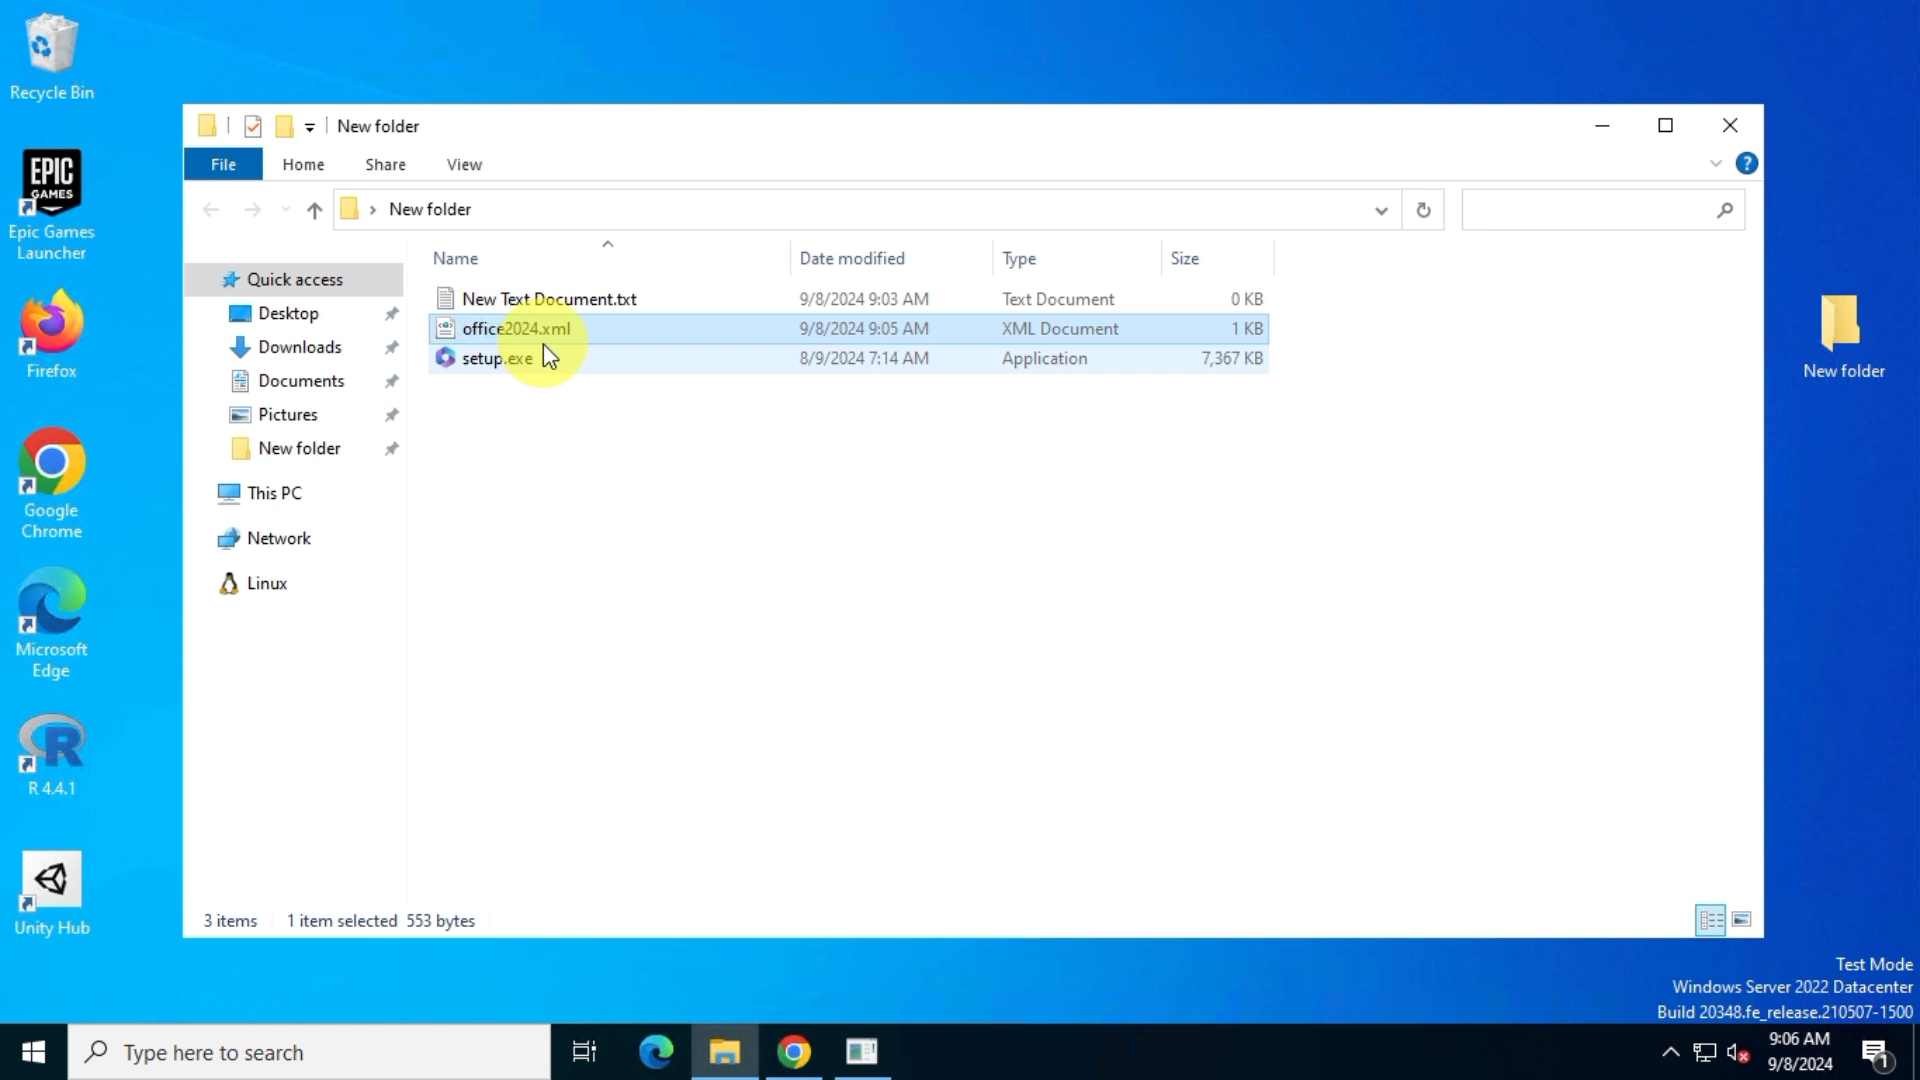 Recycle Bin
EPIC
GAMES
Epic Games
Launcher
Firefox
Google
Chrome
Microsoft
Edge
R 4.4.1
Unity Hub
New folder
File
Home
Share
View
New folder
Name
Date modified
Type
Size
New Text Document.txt
9/8/2024 9:03 AM
Text Document
0 KB
office2024.xml
9/8/2024 9:05 AM
XML Document
1 KB
setup.exe
8/9/2024 7:14 AM
Application
7,367 KB
Quick access
Desktop
Downloads
Documents
Pictures
New folder
This PC
Network
Linux
3 items
1 item selected 553 bytes
New folder
Test Mode
Windows Server 2022 Datacenter
Build 20348.fe_release.210507-1500
Type here to search
9:06 AM
9/8/2024
1